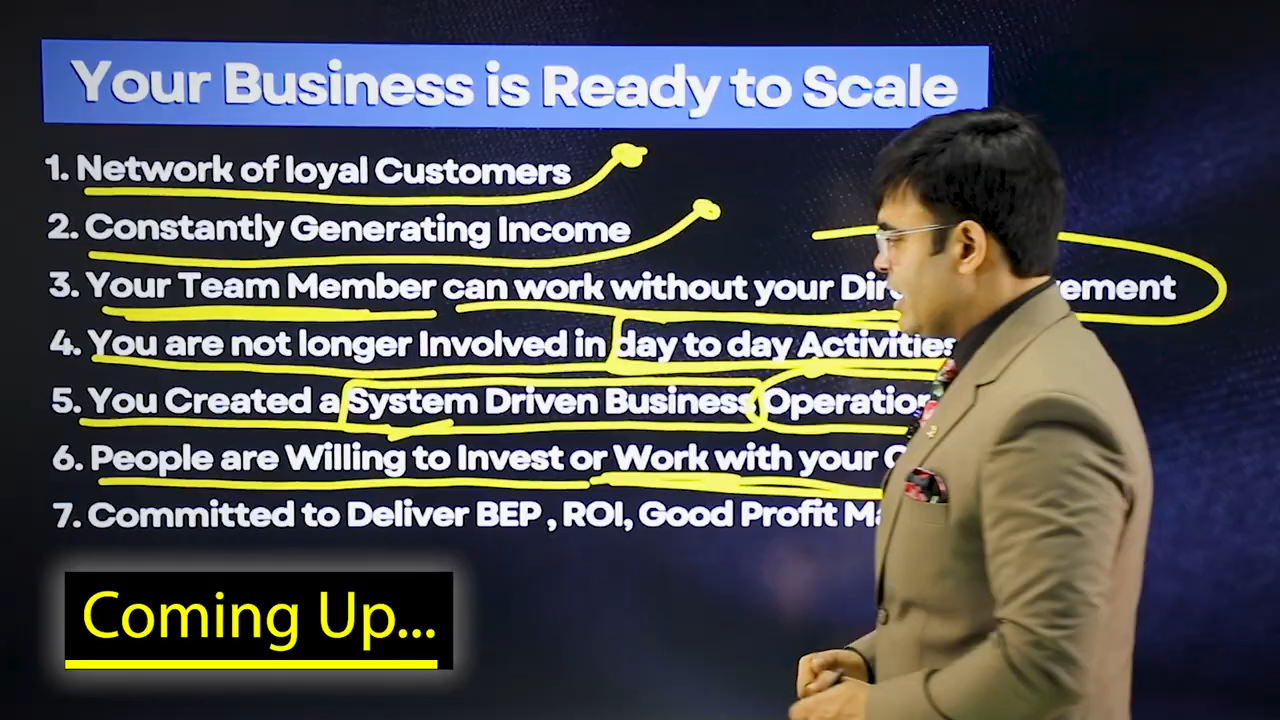 Your Business is Ready to Scale
1. Network of loyal Customers
2. Constantly Generating Income
3. Your Team Member can work without your
4. You are not longer Involved in day to day Activities
5. You Created a System Driven Business
6. People are Willing to Invest or Work with your
7. Committed to Deliver BEP , ROI, Good Profit
Coming Up...